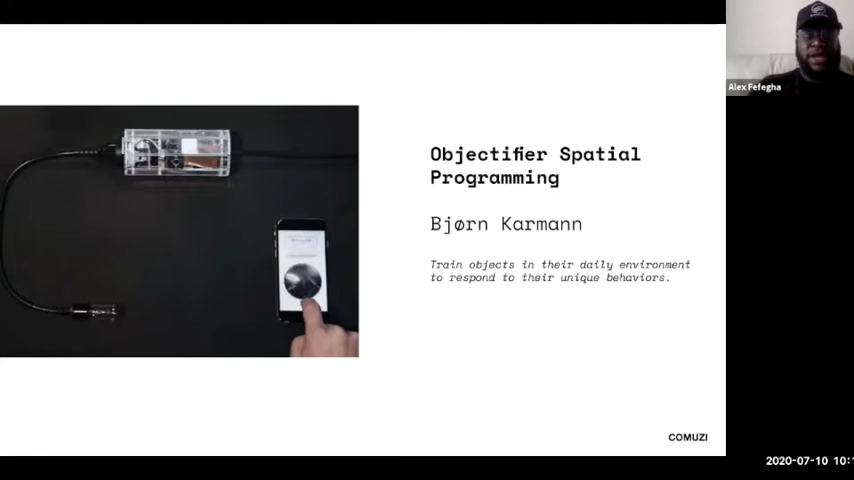 Objectifier Spatial
Programming
Bjørn Karmann
Train objects in their daily environment
to respond to their unique behaviors.
COMUZI
Alex Fefegha
2020-07-10 10:1